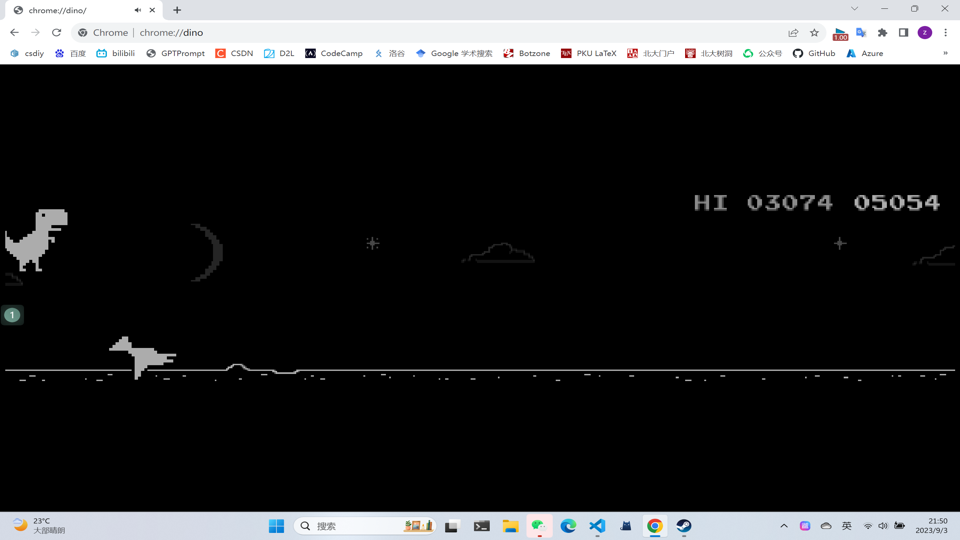 chrome://dino/
Chrome | chrome://dino
1.00
z
csdiy 百度 bilibili GPTPrompt CSDN D2L CodeCamp 洛谷 Google 学术搜索 Botzone PKU LaTeX 北大门户 北大树洞 公众号 GitHub Azure »
HI 03074 05054
1
23°C
大部晴朗
搜索
英
21:50
2023/9/3